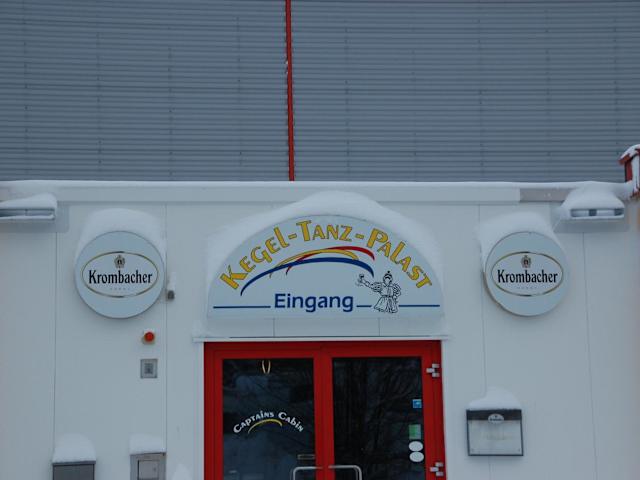 KEGEL-TANZ-PALAST
Eingang
Krombacher
Krombacher
CAPTAINS CABIN